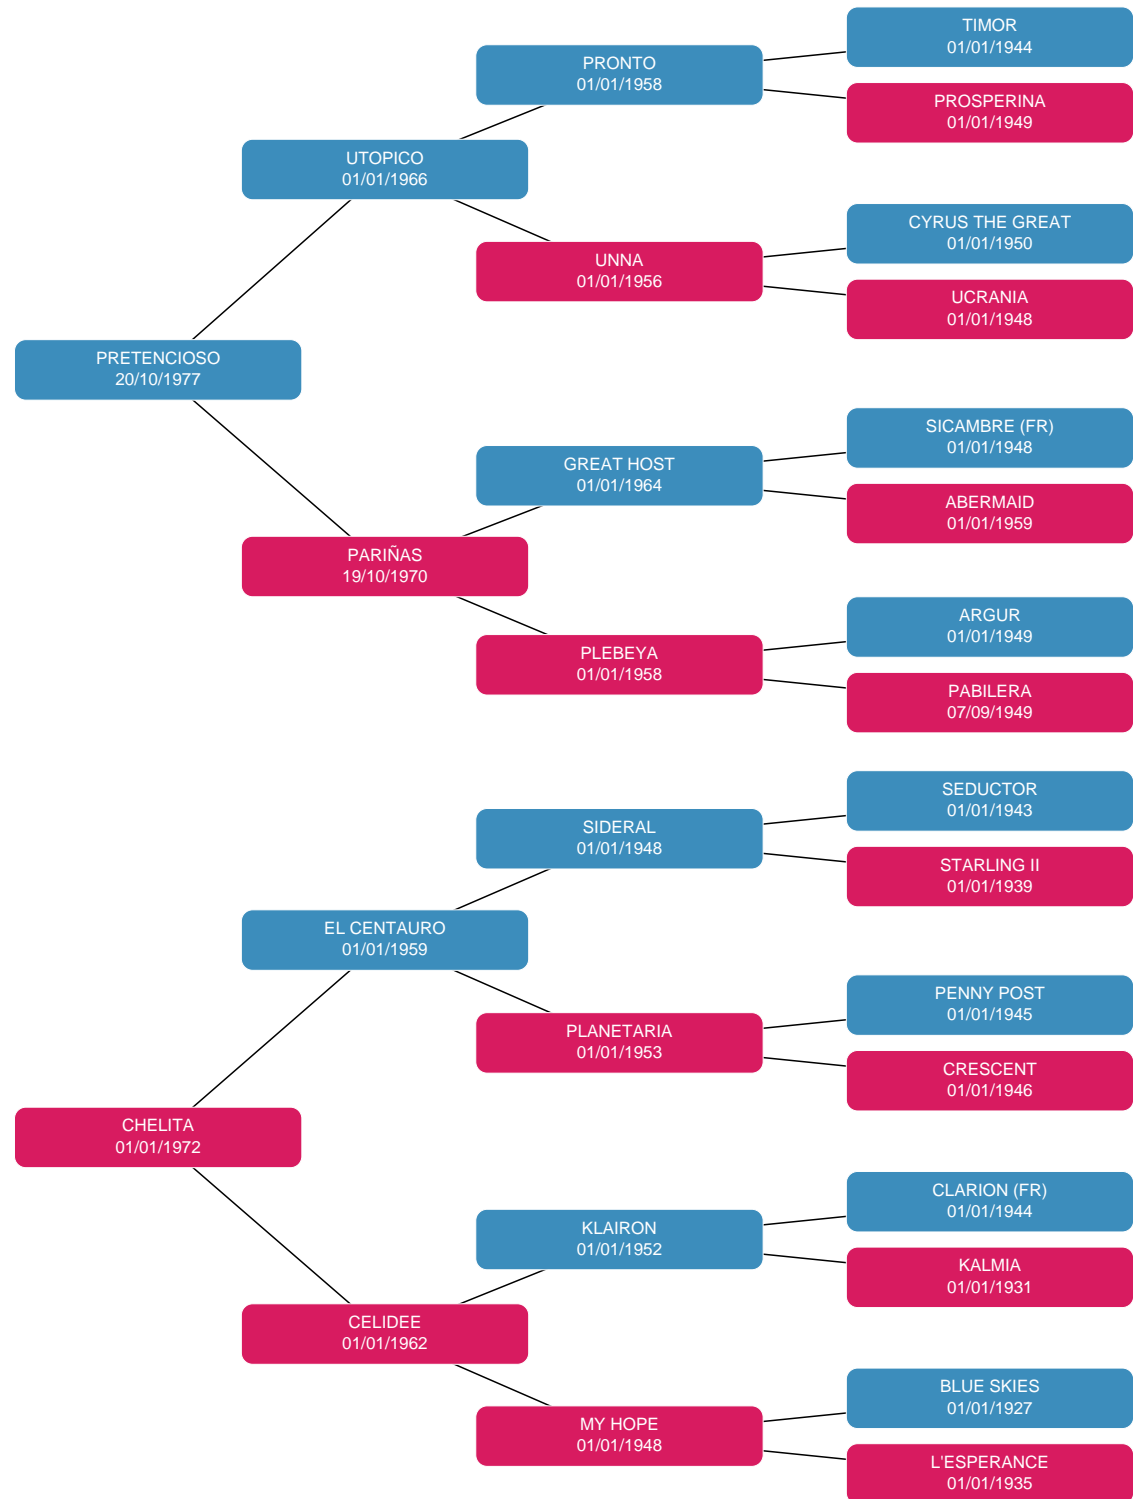 TIMOR
01/01/1944
PRONTO
01/01/1958
PROSPERINA
01/01/1949
UTOPICO
01/01/1966
CYRUS THE GREAT
01/01/1950
UNNA
01/01/1956
UCRANIA
01/01/1948
PRETENCIOSO
20/10/1977
SICAMBRE (FR)
01/01/1948
GREAT HOST
01/01/1964
ABERMAID
01/01/1959
PARIÑAS
19/10/1970
ARGUR
01/01/1949
PLEBEYA
01/01/1958
PABILERA
07/09/1949
SEDUCTOR
01/01/1943
SIDERAL
01/01/1948
STARLING II
01/01/1939
EL CENTAURO
01/01/1959
PENNY POST
01/01/1945
PLANETARIA
01/01/1953
CRESCENT
01/01/1946
CHELITA
01/01/1972
CLARION (FR)
01/01/1944
KLAIRON
01/01/1952
KALMIA
01/01/1931
CELIDEE
01/01/1962
BLUE SKIES
01/01/1927
MY HOPE
01/01/1948
L'ESPERANCE
01/01/1935